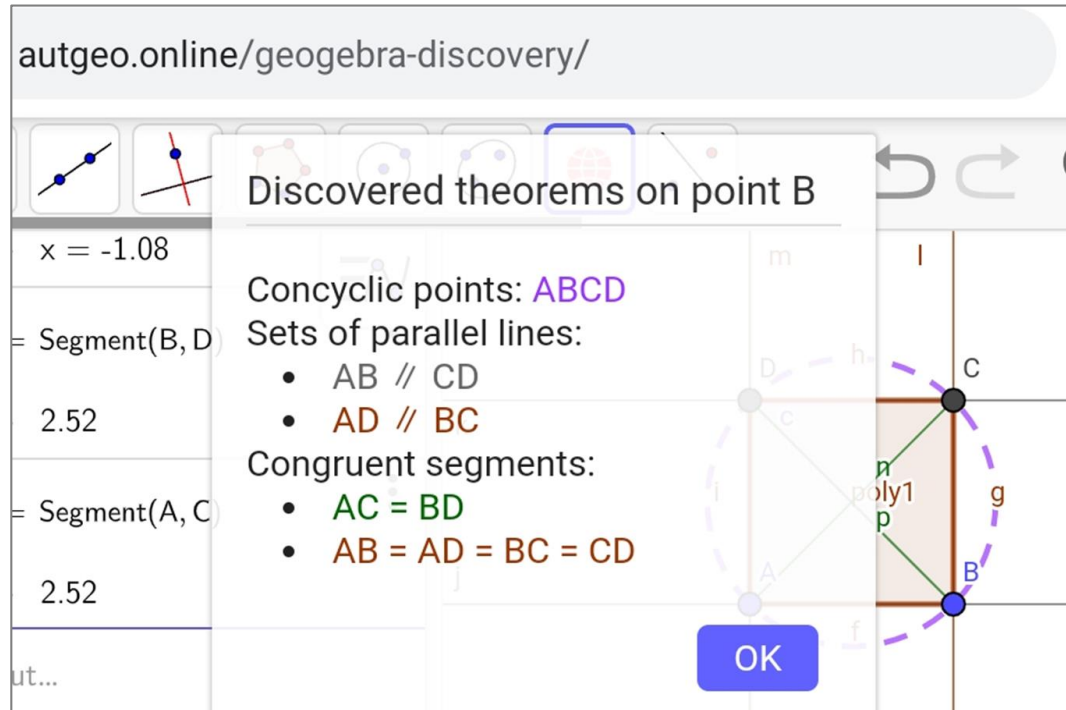 autgeo.online/geogebra-discovery/
Discovered theorems on point B
x = -1.08
m
l
Concyclic points: ABCD
Sets of parallel lines:
= Segment(B, D)
AB // CD
h
D
C
AD // BC
c
2.52
Congruent segments:
n
i
poly1
g
= Segment(A, C
AC = BD
p
AB = AD = BC = CD
j
A
B
2.52
f
OK
ut...